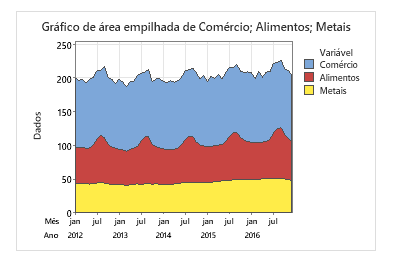 Gráfico de área empilhada de Comércio; Alimentos; Metais
Variável
Comércio
Alimentos
Metais
Dados
250
200
150
100
50
0
Mês jan jul jan jul jan jul jan jul jan jul
Ano 2012 2013 2014 2015 2016